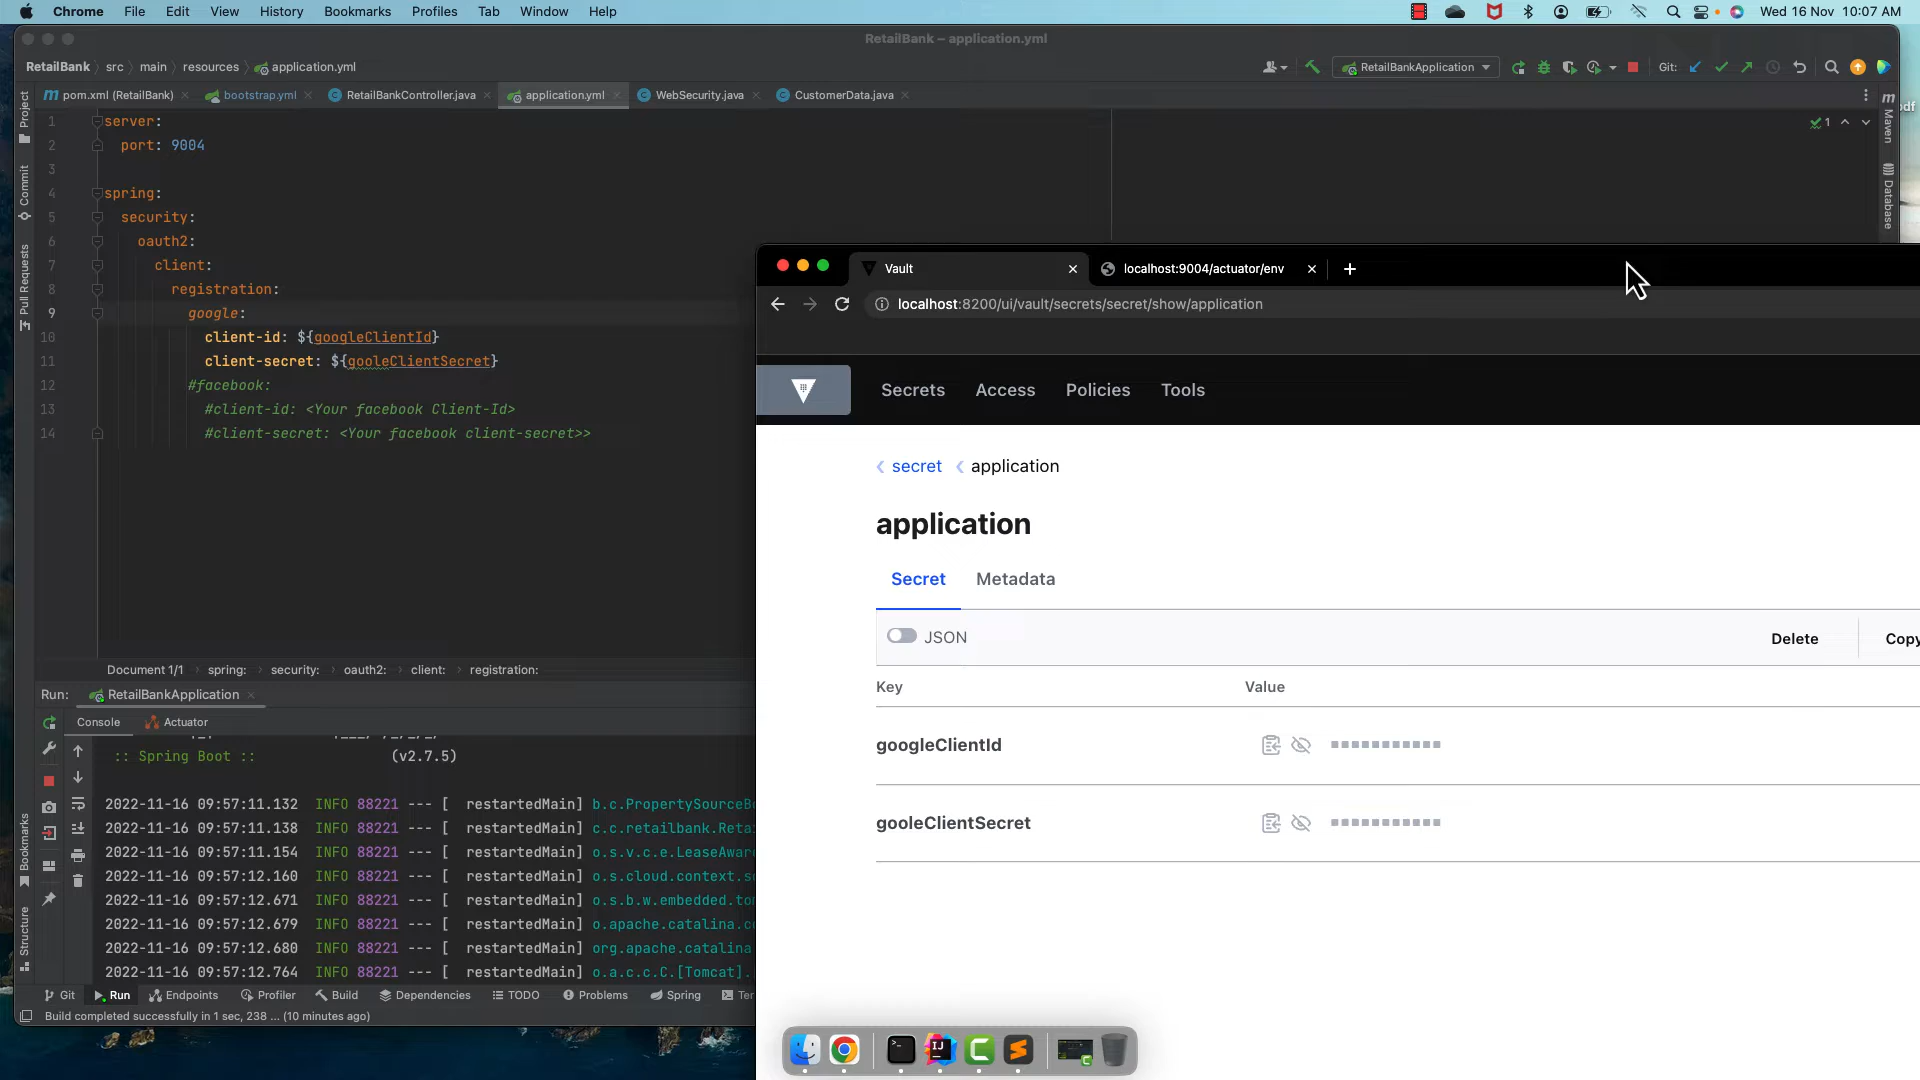 Chrome File Edit View History Bookmarks Profiles Tab Window Help Wed 16 Nov 10:07 AM
RetailBank – application.yml
RetailBank src main resources application.yml RetailBankApplication Git:
pom.xml (RetailBank) bootstrap.yml RetailBankController.java application.yml WebSecurity.java CustomerData.java
Project
Commit
Pull Requests
Bookmarks
Structure
Maven
Database
df
1
1 server:
2 port: 9004
3
4 spring:
5 security:
6 oauth2:
7 client:
8 registration:
9 google:
10 client-id: ${googleClientId}
11 client-secret: ${gooleClientSecret}
12 #facebook:
13 #client-id: <Your facebook Client-Id>
14 #client-secret: <Your facebook client-secret>>
Document 1/1 spring: security: oauth2: client: registration:
Run: RetailBankApplication
Console Actuator
:: Spring Boot :: (v2.7.5)
2022-11-16 09:57:11.132 INFO 88221 --- [ restartedMain] b.c.PropertySourceBo
2022-11-16 09:57:11.138 INFO 88221 --- [ restartedMain] c.c.retailbank.Reta
2022-11-16 09:57:11.154 INFO 88221 --- [ restartedMain] o.s.v.c.e.LeaseAware
2022-11-16 09:57:12.160 INFO 88221 --- [ restartedMain] o.s.cloud.context.s
2022-11-16 09:57:12.671 INFO 88221 --- [ restartedMain] o.s.b.w.embedded.to
2022-11-16 09:57:12.679 INFO 88221 --- [ restartedMain] o.apache.catalina.c
2022-11-16 09:57:12.680 INFO 88221 --- [ restartedMain] org.apache.catalina
2022-11-16 09:57:12.764 INFO 88221 --- [ restartedMain] o.a.c.c.C.[Tomcat].
Git Run Endpoints Profiler Build Dependencies TODO Problems Spring Ter
Build completed successfully in 1 sec, 238 ... (10 minutes ago)
Vault localhost:9004/actuator/env
localhost:8200/ui/vault/secrets/secret/show/application
Secrets Access Policies Tools
secret application
application
Secret Metadata
JSON Delete Copy
Key Value
googleClientId
gooleClientSecret